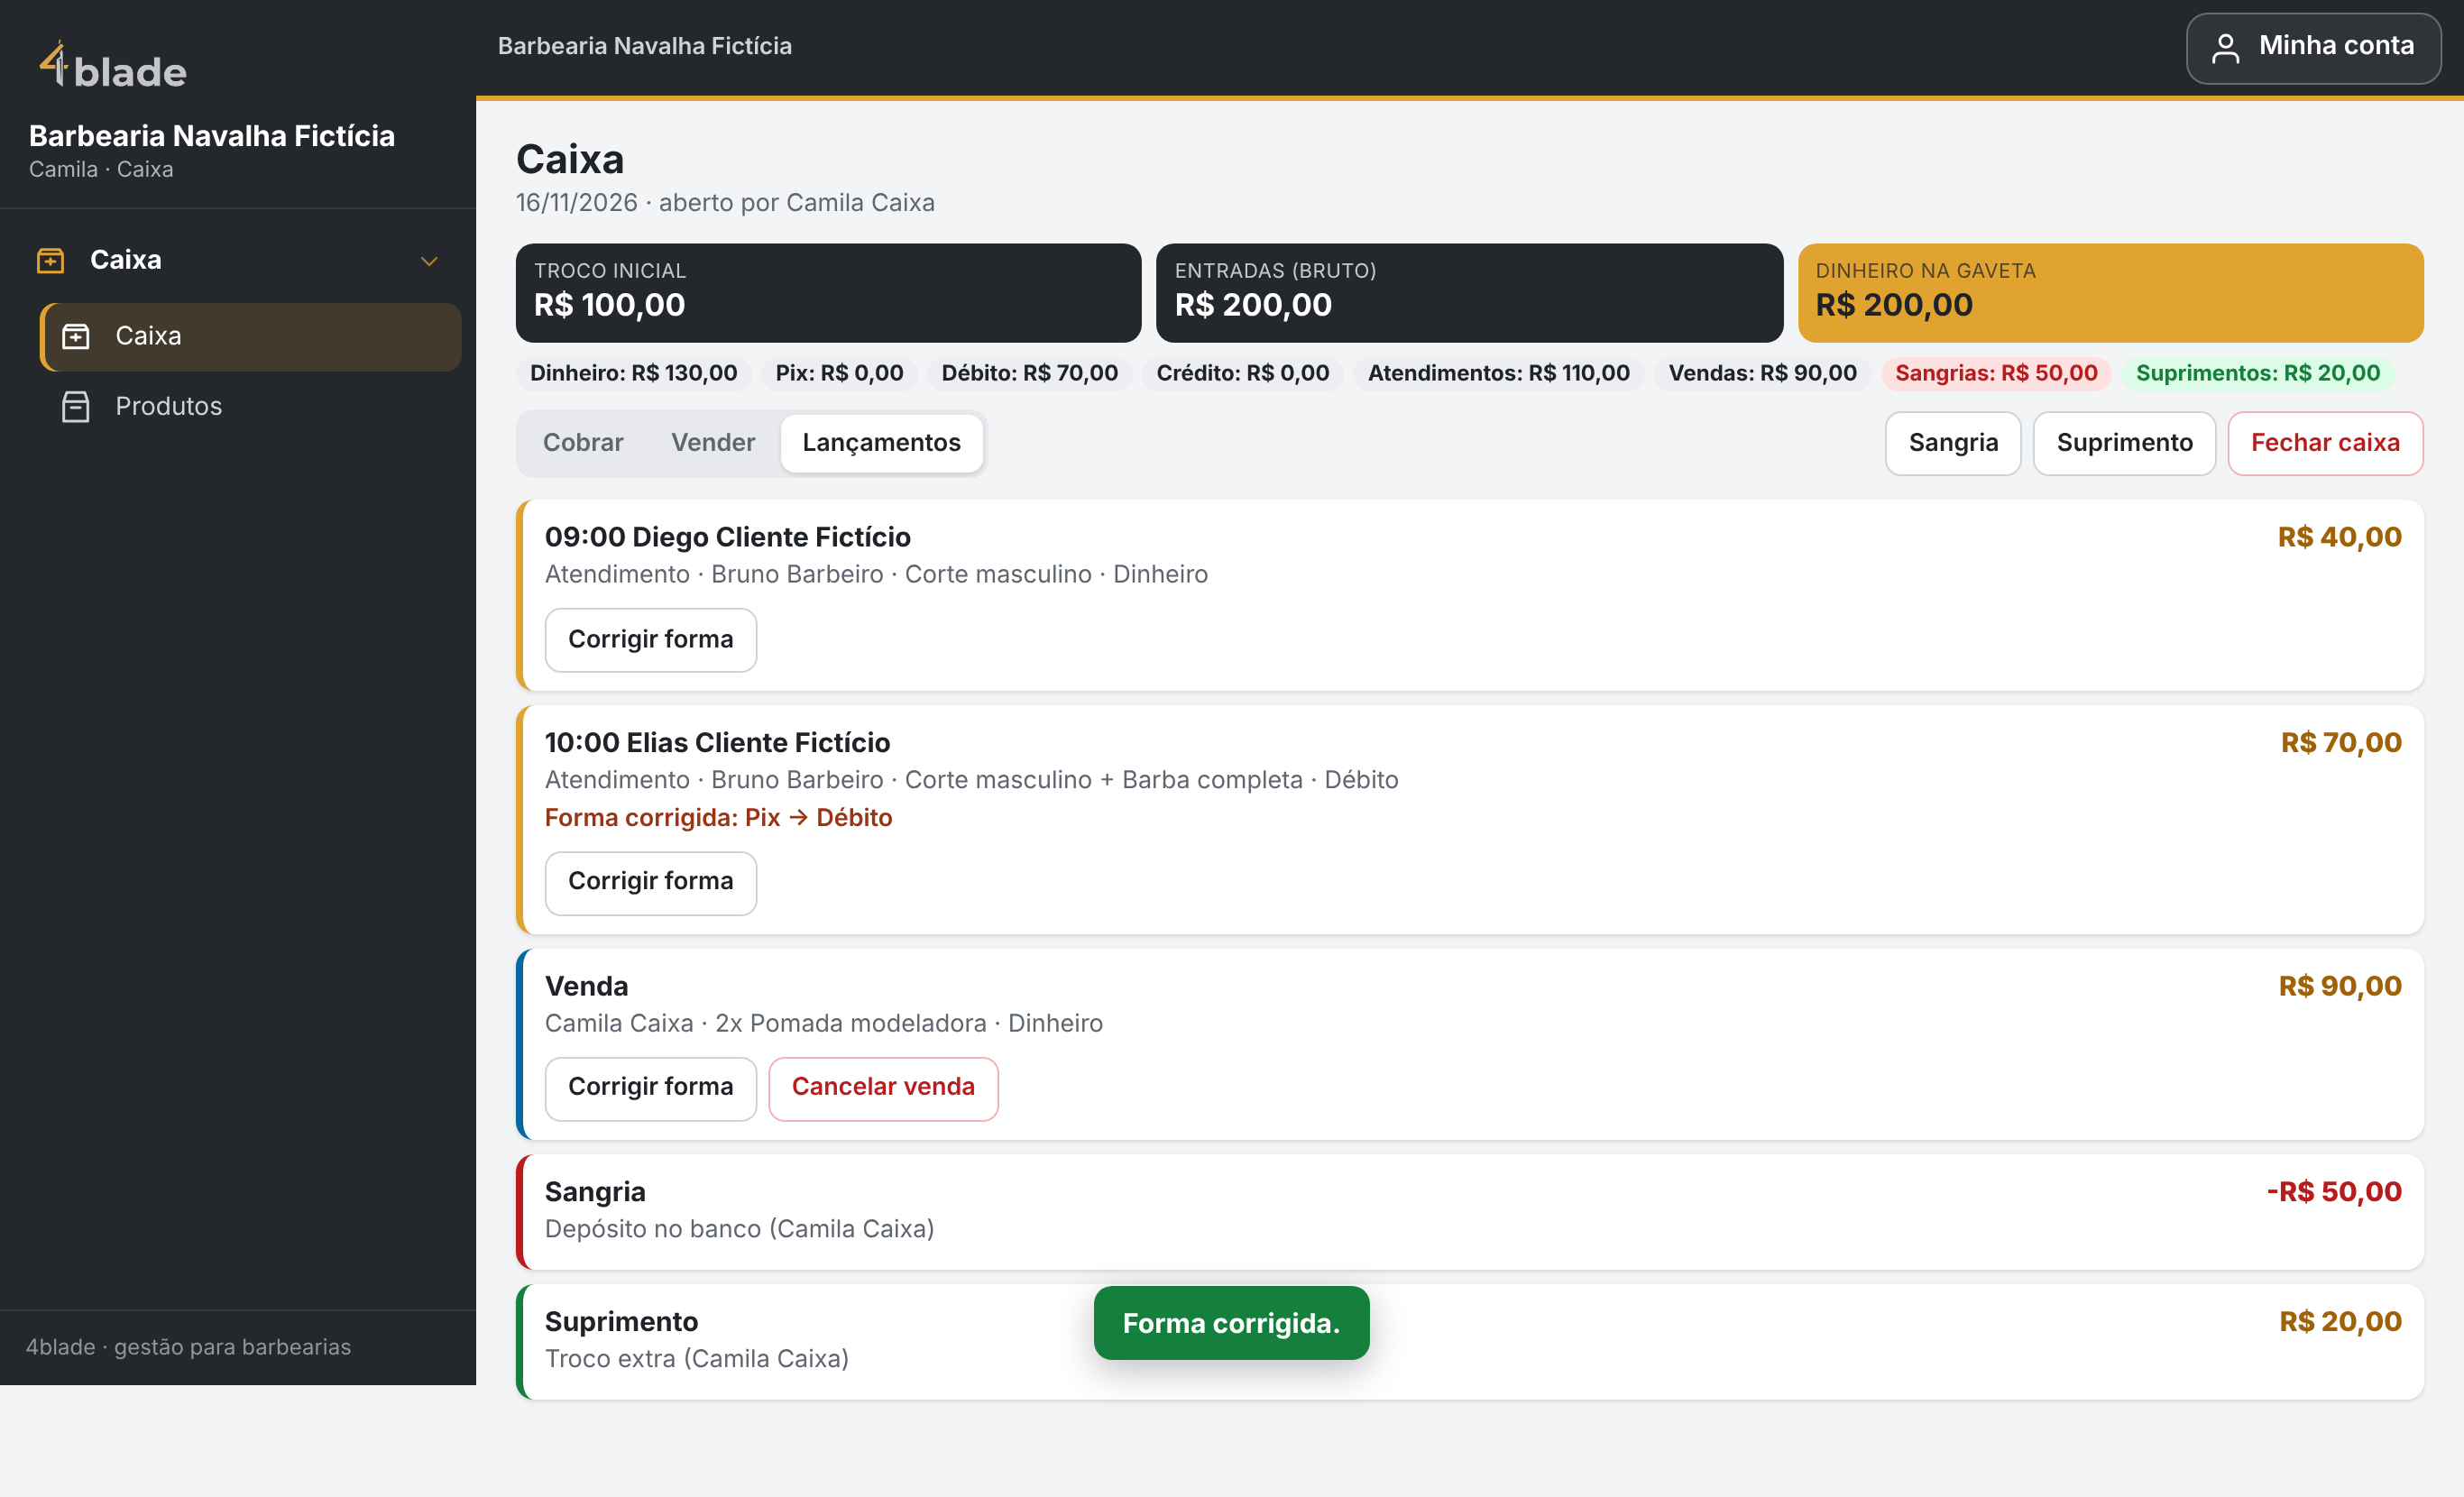 4blade
Barbearia Navalha Fictícia
Camila · Caixa
Caixa
Caixa
Produtos
4blade · gestão para barbearias
Barbearia Navalha Fictícia
Minha conta
Caixa
16/11/2026 · aberto por Camila Caixa
TROCO INICIAL
R$ 100,00
ENTRADAS (BRUTO)
R$ 200,00
DINHEIRO NA GAVETA
R$ 200,00
Dinheiro: R$ 130,00 Pix: R$ 0,00 Débito: R$ 70,00 Crédito: R$ 0,00 Atendimentos: R$ 110,00 Vendas: R$ 90,00 Sangrias: R$ 50,00 Suprimentos: R$ 20,00
Cobrar Vender Lançamentos Sangria Suprimento Fechar caixa
09:00 Diego Cliente Fictício R$ 40,00
Atendimento · Bruno Barbeiro · Corte masculino · Dinheiro
Corrigir forma
10:00 Elias Cliente Fictício R$ 70,00
Atendimento · Bruno Barbeiro · Corte masculino + Barba completa · Débito
Forma corrigida: Pix → Débito
Corrigir forma
Venda R$ 90,00
Camila Caixa · 2x Pomada modeladora · Dinheiro
Corrigir forma Cancelar venda
Sangria -R$ 50,00
Depósito no banco (Camila Caixa)
Suprimento R$ 20,00
Troco extra (Camila Caixa)
Forma corrigida.